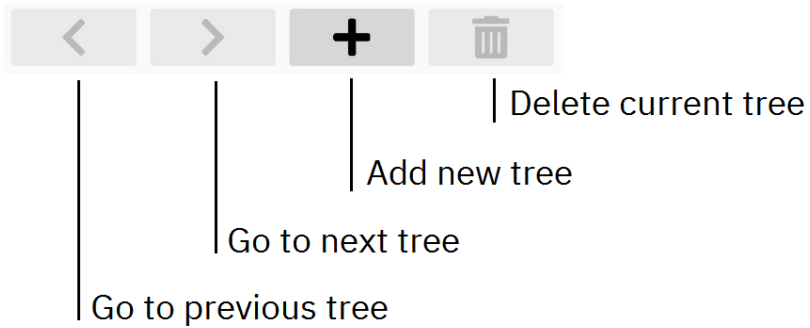 Delete current tree
Add new tree
Go to next tree
Go to previous tree